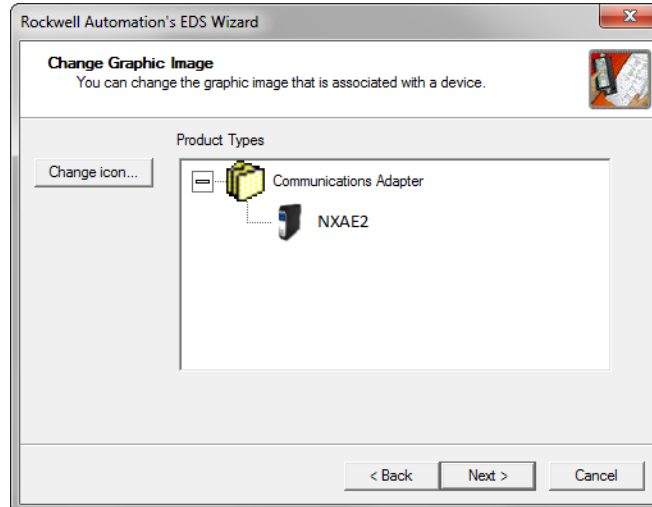 Rockwell Automation's EDS Wizard
Change Graphic Image
You can change the graphic image that is associated with a device.
Product Types
Change icon...
Communications Adapter
NXAE2
< Back
Next >
Cancel